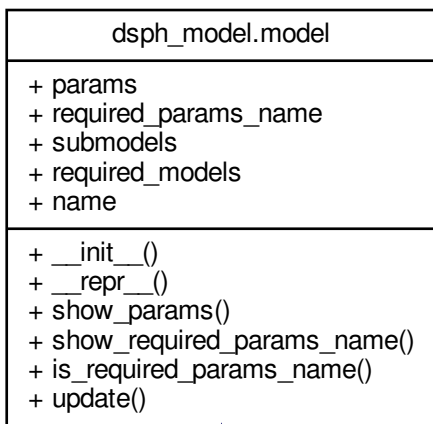 dsph_model.model
+ params
+ required_params_name
+ submodels
+ required_models
+ name
+ __init__()
+ __repr__()
+ show_params()
+ show_required_params_name()
+ is_required_params_name()
+ update()